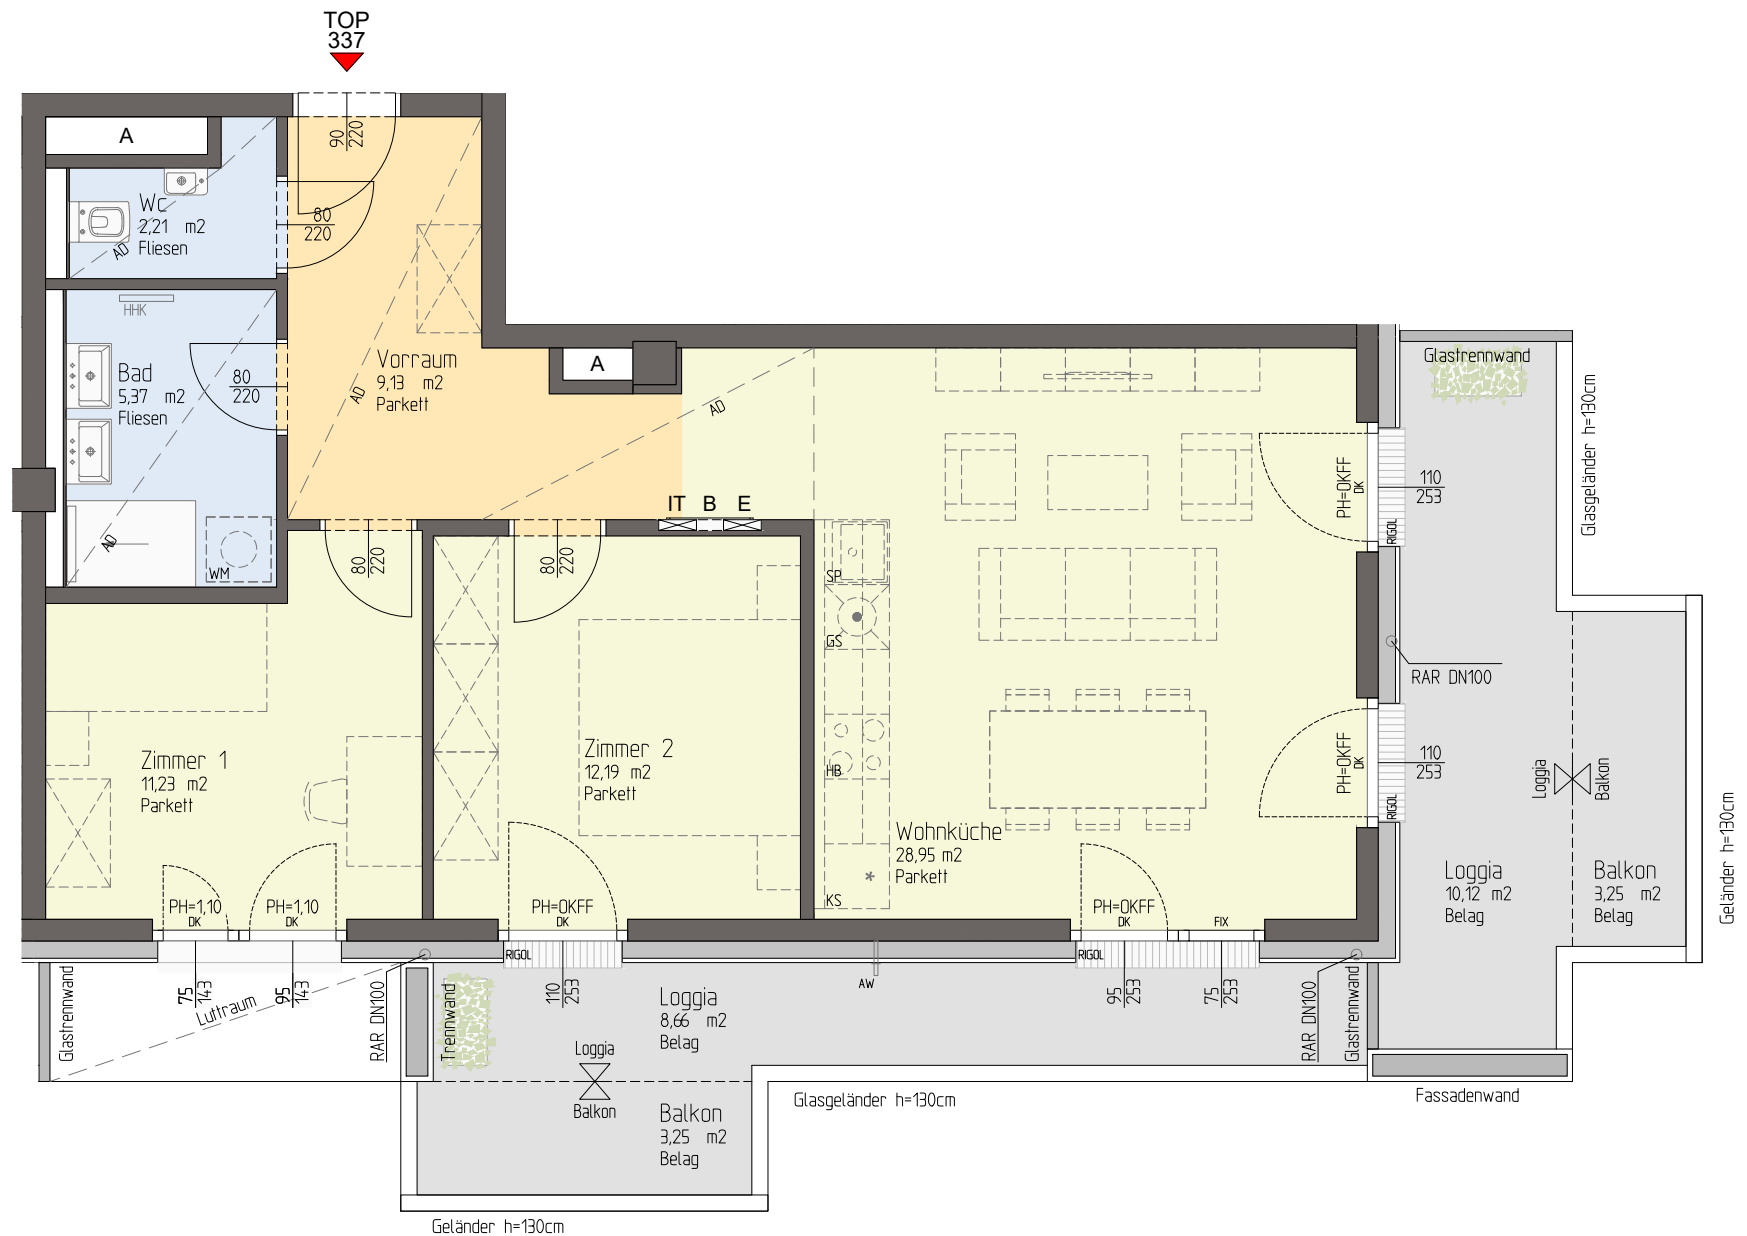 TOP
337
A
90
220
Wc
2,21 m2
Fliesen
AD
80
220
HHK
Bad
5,37 m2
Fliesen
80
220
AD
WM
Vorraum
9,13 m2
Parkett
AD
A
AD
IT B E
80
220
80
220
Zimmer 1
11,23 m2
Parkett
PH=1,10
DK
PH=1,10
DK
75
143
95
143
Zimmer 2
12,19 m2
Parkett
PH=OKFF
DK
RIGOL
110
253
SP
GS
HB
KS
*
Wohnküche
28,95 m2
Parkett
PH=OKFF
DK
FIX
RIGOL
95
253
75
253
AW
PH=OKFF
DK
RIGOL
110
253
PH=OKFF
DK
RIGOL
110
253
Glastrennwand
Glasgeländer h=130cm
RAR DN100
Loggia
Balkon
Loggia
10,12 m2
Belag
Balkon
3,25 m2
Belag
Geländer h=130cm
Glastrennwand
Luftraum
RAR DN100
Trennwand
Loggia
8,66 m2
Belag
Loggia
Balkon
Balkon
3,25 m2
Belag
Glasgeländer h=130cm
Geländer h=130cm
RAR DN100
Glastrennwand
Fassadenwand